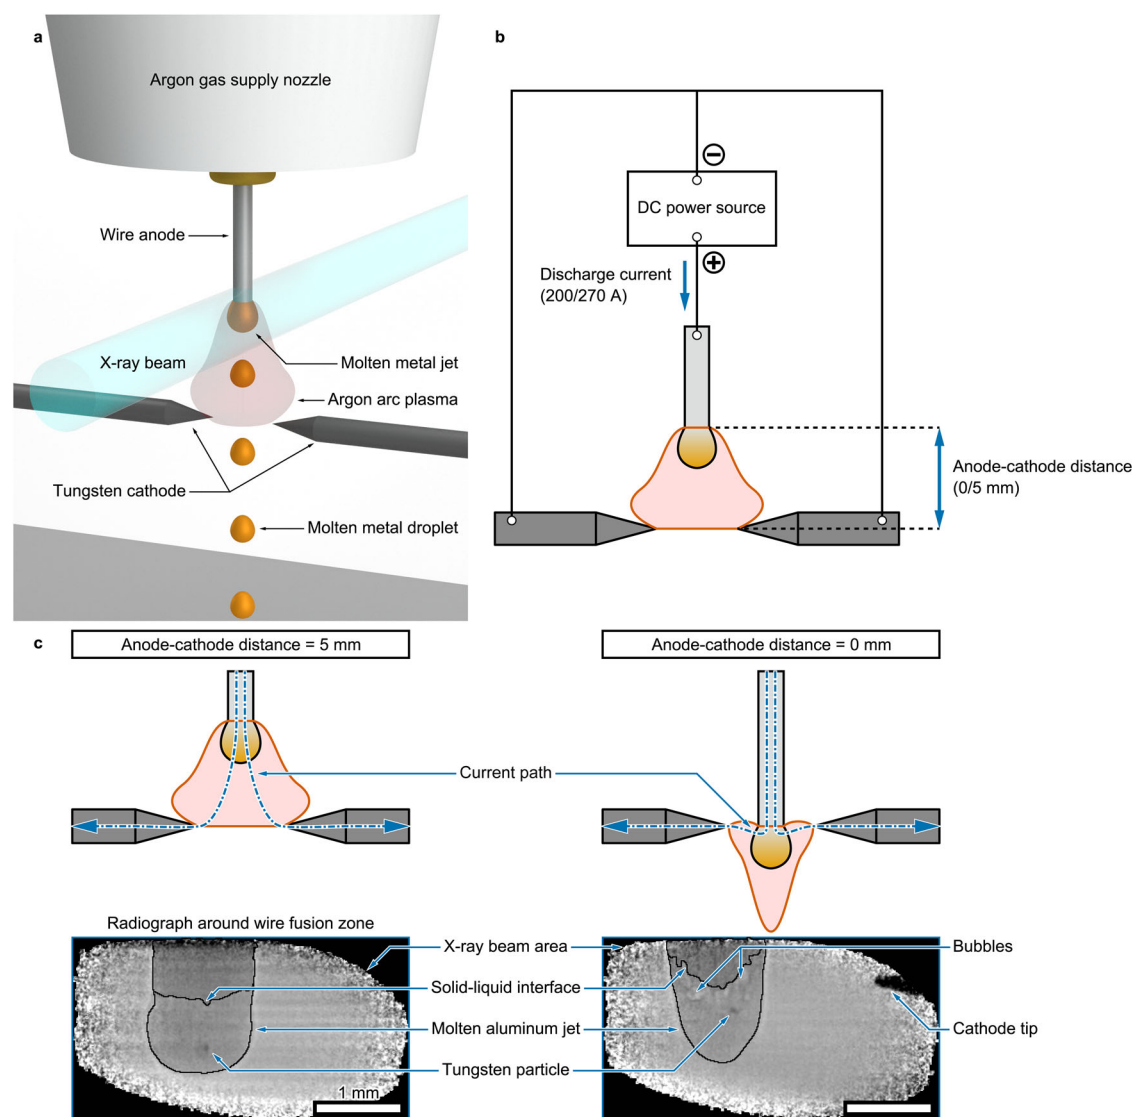 a
Argon gas supply nozzle
Wire anode
X-ray beam
Molten metal jet
Argon arc plasma
Tungsten cathode
Molten metal droplet
b
−
DC power source
+
Discharge current
(200/270 A)
Anode-cathode distance
(0/5 mm)
c
Anode-cathode distance = 5 mm
Anode-cathode distance = 0 mm
Current path
Radiograph around wire fusion zone
X-ray beam area
Bubbles
Solid-liquid interface
Molten aluminum jet
Cathode tip
Tungsten particle
1 mm